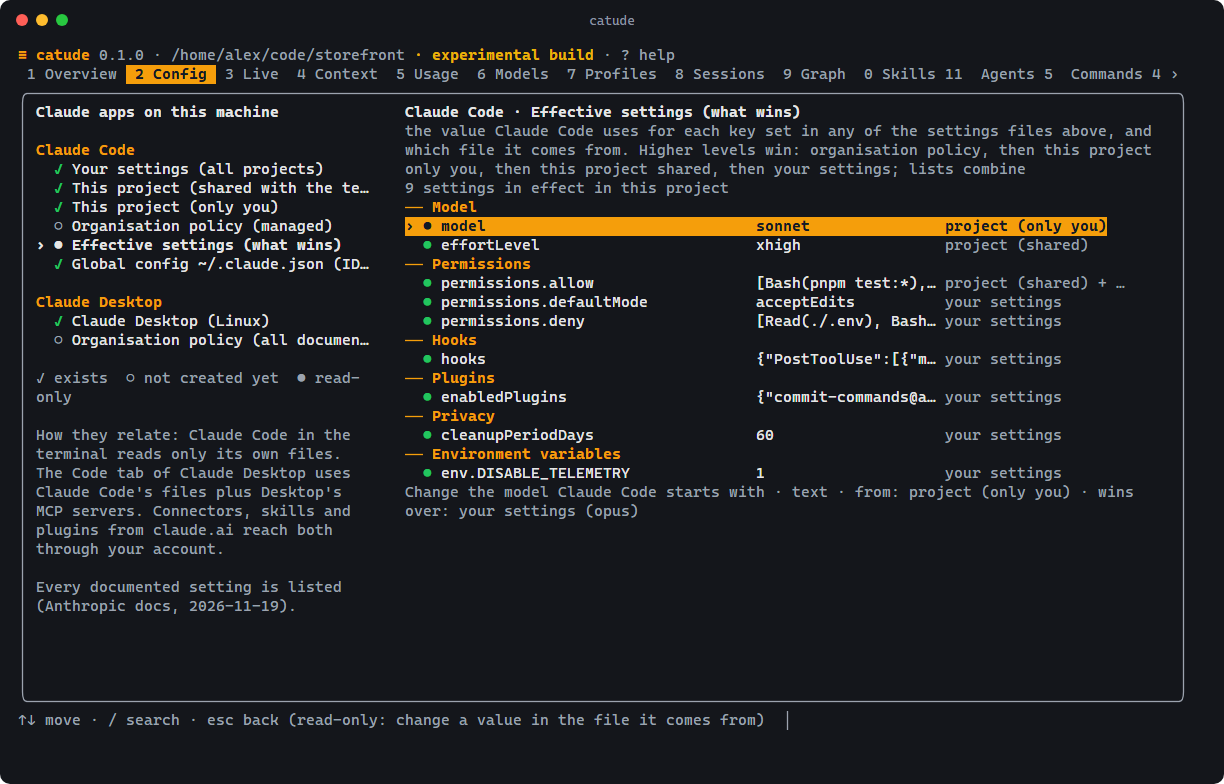 catude
≡ catude 0.1.0 · /home/alex/code/storefront · experimental build · ? help
1 Overview 2 Config 3 Live 4 Context 5 Usage 6 Models 7 Profiles 8 Sessions 9 Graph 0 Skills 11 Agents 5 Commands 4 ›
Claude apps on this machine
Claude Code
✓ Your settings (all projects)
✓ This project (shared with the te…
✓ This project (only you)
○ Organisation policy (managed)
› ● Effective settings (what wins)
✓ Global config ~/.claude.json (ID…
Claude Desktop
✓ Claude Desktop (Linux)
○ Organisation policy (all documen…
✓ exists ○ not created yet ● read-
only
How they relate: Claude Code in the
terminal reads only its own files.
The Code tab of Claude Desktop uses
Claude Code's files plus Desktop's
MCP servers. Connectors, skills and
plugins from claude.ai reach both
through your account.
Every documented setting is listed
(Anthropic docs, 2026-11-19).
Claude Code · Effective settings (what wins)
the value Claude Code uses for each key set in any of the settings files above, and
which file it comes from. Higher levels win: organisation policy, then this project
only you, then this project shared, then your settings; lists combine
9 settings in effect in this project
── Model
› ● model sonnet project (only you)
● effortLevel xhigh project (shared)
── Permissions
● permissions.allow [Bash(pnpm test:*),… project (shared) + …
● permissions.defaultMode acceptEdits your settings
● permissions.deny [Read(./.env), Bash… your settings
── Hooks
● hooks {"PostToolUse":[{"m… your settings
── Plugins
● enabledPlugins {"commit-commands@a… your settings
── Privacy
● cleanupPeriodDays 60 your settings
── Environment variables
● env.DISABLE_TELEMETRY 1 your settings
Change the model Claude Code starts with · text · from: project (only you) · wins
over: your settings (opus)
↑↓ move · / search · esc back (read-only: change a value in the file it comes from)